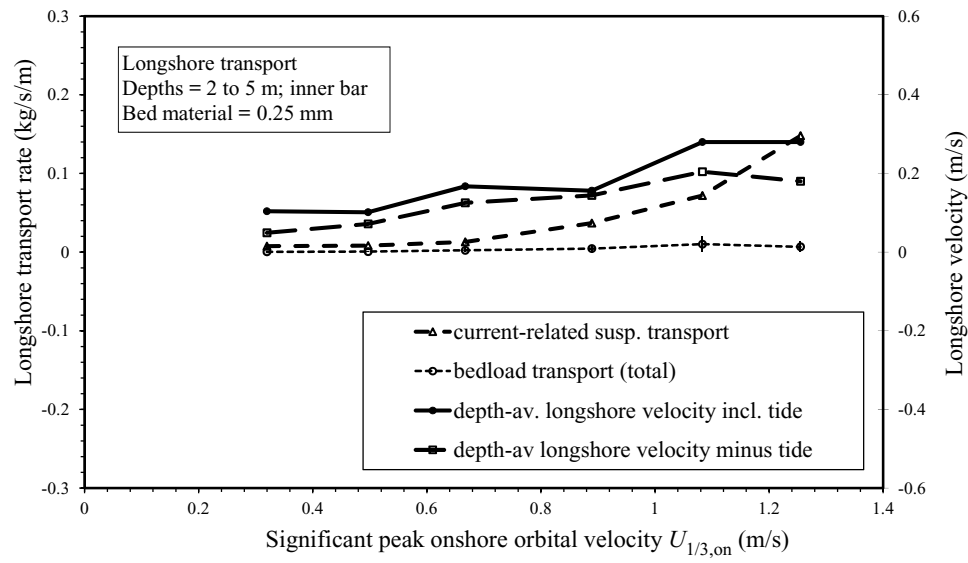 Longshore transport rate (kg/s/m)
0.3
0.2
0.1
0
-0.1
-0.2
-0.3
Longshore transport
Depths = 2 to 5 m; inner bar
Bed material = 0.25 mm
current-related susp. transport
bedload transport (total)
depth-av. longshore velocity incl. tide
depth-av longshore velocity minus tide
0.6
0.4
0.2
0
-0.2
-0.4
-0.6
Longshore velocity (m/s)
0 0.2 0.4 0.6 0.8 1 1.2 1.4
Significant peak onshore orbital velocity U1/3,on (m/s)